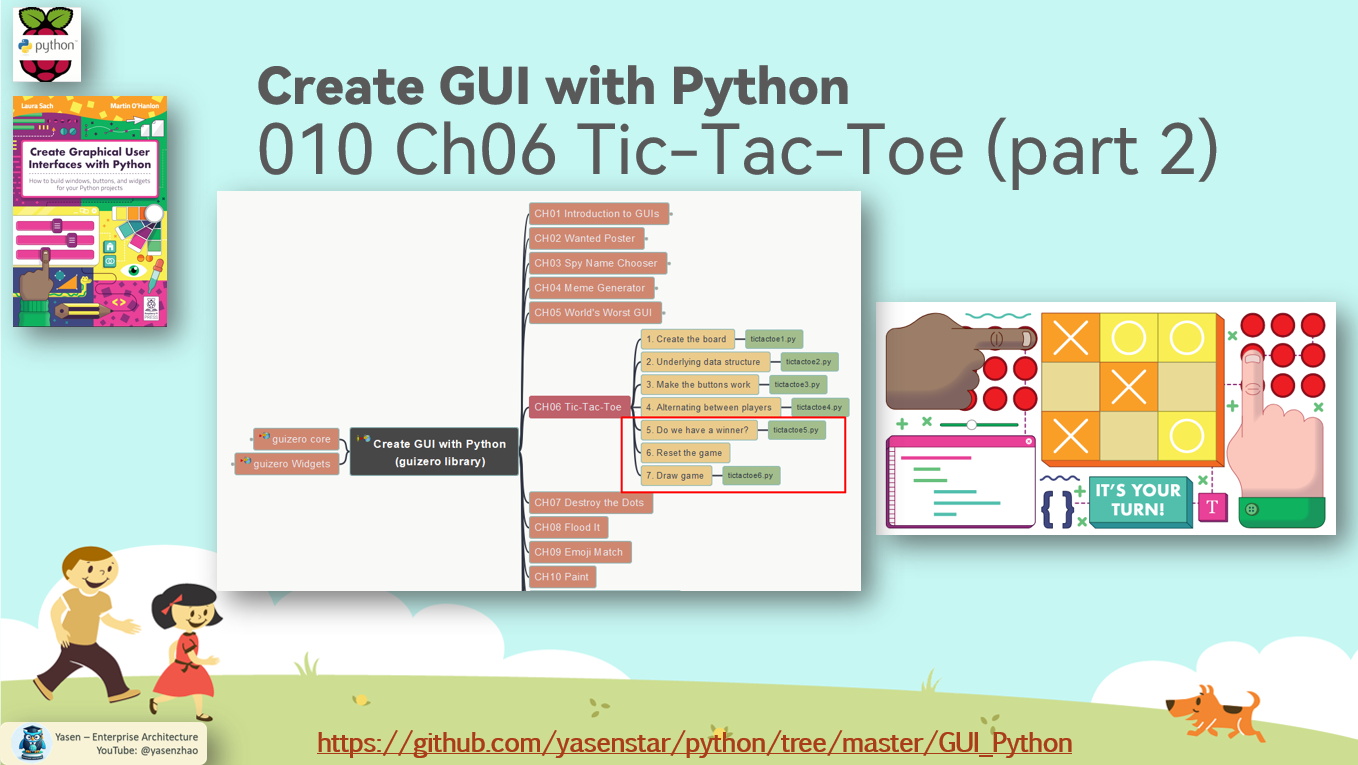 python
Laura Sach
Martin O'Hanlon
Create Graphical User
Interfaces with Python
How to build windows, buttons, and widgets
for your Python projects
Create GUI with Python
010 Ch06 Tic-Tac-Toe (part 2)
CH01 Introduction to GUIs
CH02 Wanted Poster
CH03 Spy Name Chooser
CH04 Meme Generator
CH05 World's Worst GUI
1. Create the board
tictactoe1.py
2. Underlying data structure
tictactoe2.py
3. Make the buttons work
tictactoe3.py
CH06 Tic-Tac-Toe
4. Alternating between players
tictactoe4.py
5. Do we have a winner?
tictactoe5.py
6. Reset the game
7. Draw game
tictactoe6.py
guizero core
guizero Widgets
Create GUI with Python
(guizero library)
CH07 Destroy the Dots
CH08 Flood It
CH09 Emoji Match
CH10 Paint
{ }
IT'S YOUR
TURN!
T
Yasen – Enterprise Architecture
YouTube: @yasenzhao
https://github.com/yasenstar/python/tree/master/GUI_Python